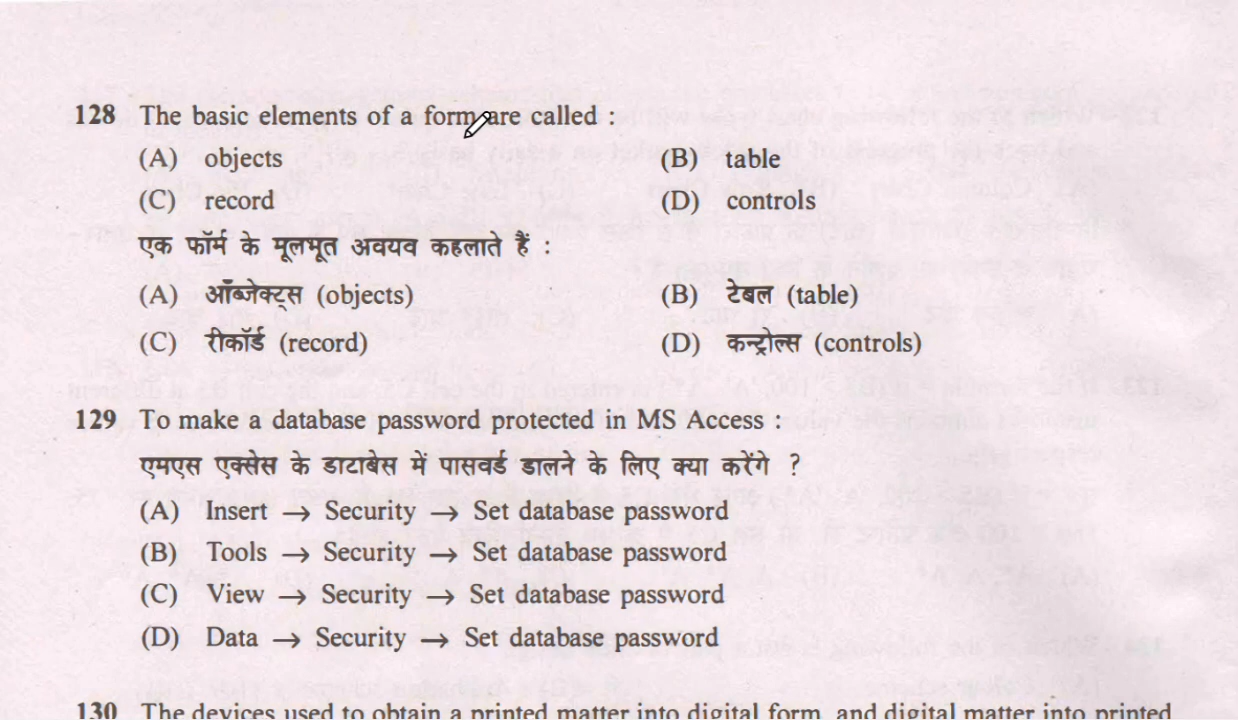 128 The basic elements of a form are called :
(A) objects (B) table
(C) record (D) controls
एक फॉर्म के मूलभूत अवयव कहलाते हैं :
(A) ऑब्जेक्ट्स (objects) (B) टेबल (table)
(C) रीकॉर्ड (record) (D) कन्ट्रोल्स (controls)
129 To make a database password protected in MS Access :
एमएस एक्सेस के डाटाबेस में पासवर्ड डालने के लिए क्या करेंगे ?
(A) Insert → Security → Set database password
(B) Tools → Security → Set database password
(C) View → Security → Set database password
(D) Data → Security → Set database password
130 The devices used to obtain a printed matter into digital form, and digital matter into printed